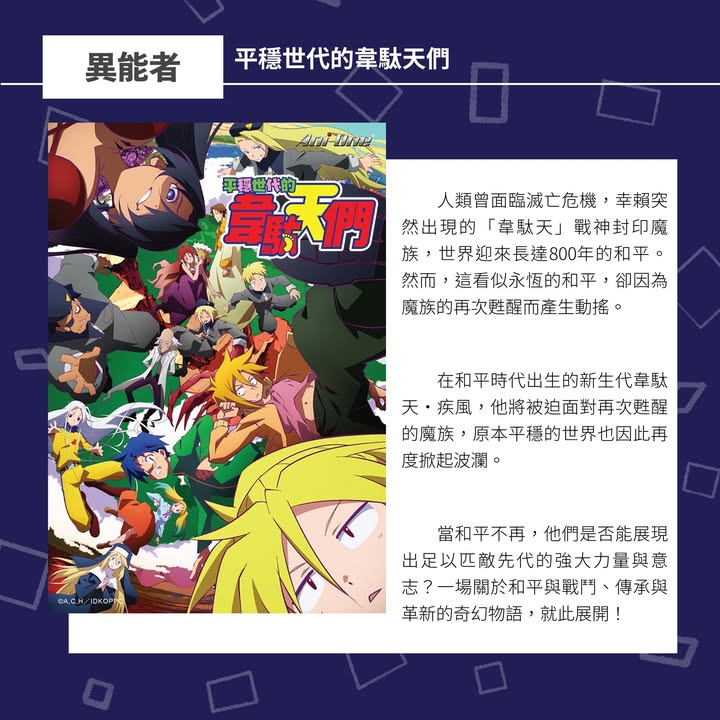 異能者
平穩世代的韋駄天們
Ani-One®
平穩世代的
韋駄天們
人類曾面臨滅亡危機，幸賴突
然出現的「韋駄天」戰神封印魔
族，世界迎來長達800年的和平。
然而，這看似永恆的和平，卻因為
魔族的再次甦醒而產生動搖。
在和平時代出生的新生代韋駄
天・疾風，他將被迫面對再次甦醒
的魔族，原本平穩的世界也因此再
度掀起波瀾。
當和平不再，他們是否能展現
出足以匹敵先代的強大力量與意
志？一場關於和平與戰鬥、傳承與
革新的奇幻物語，就此展開！
©A,C,H／IDKOPPC